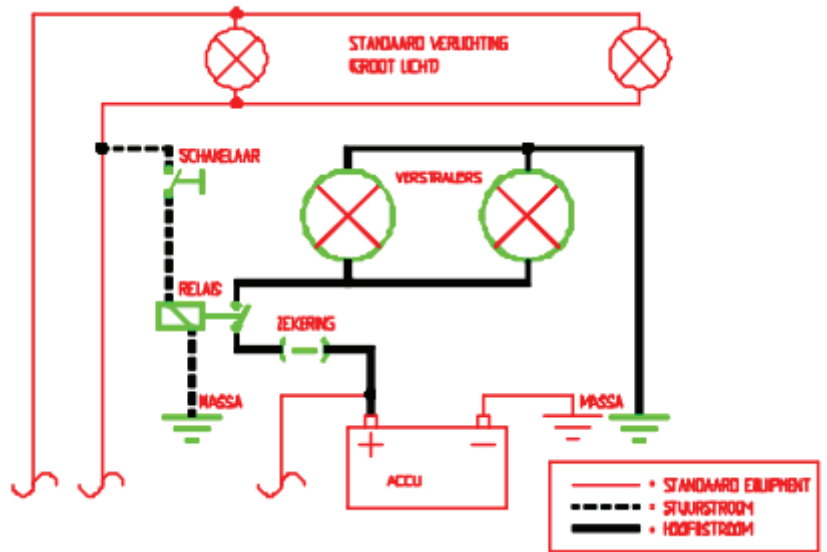 STANDAARD VERLICHTING
(GROOT LICHT)
SCHAKELAAR
VERSTRALERS
RELAIS
ZEKERING
MASSA
MASSA
+ −
ACCU
= STANDAARD EQUIPMENT
= STUURSTROOM
= HOOFDSTROOM